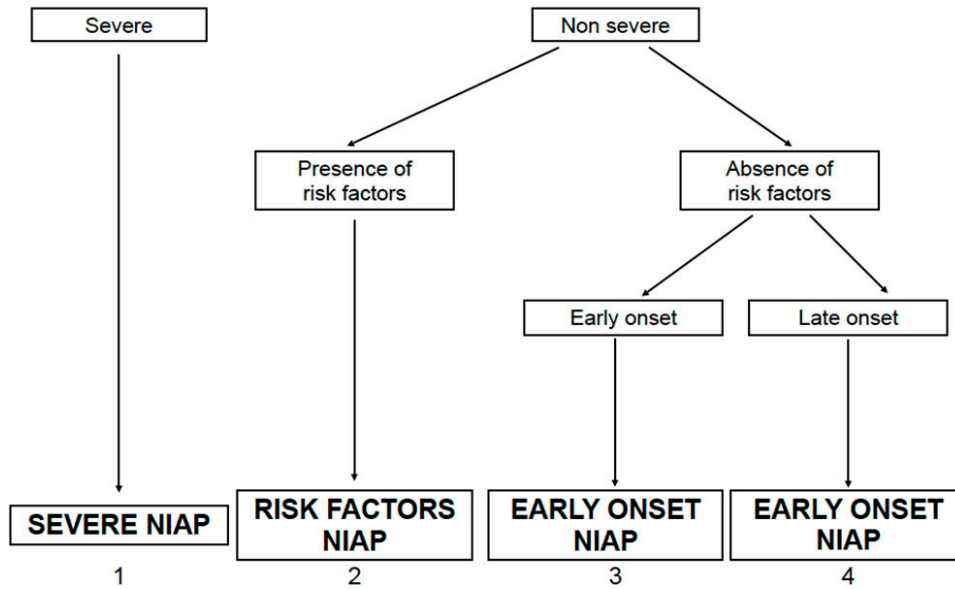 Severe
Non severe
Presence of
risk factors
Absence of
risk factors
Early onset
Late onset
SEVERE NIAP
RISK FACTORS
NIAP
EARLY ONSET
NIAP
EARLY ONSET
NIAP
1
2
3
4